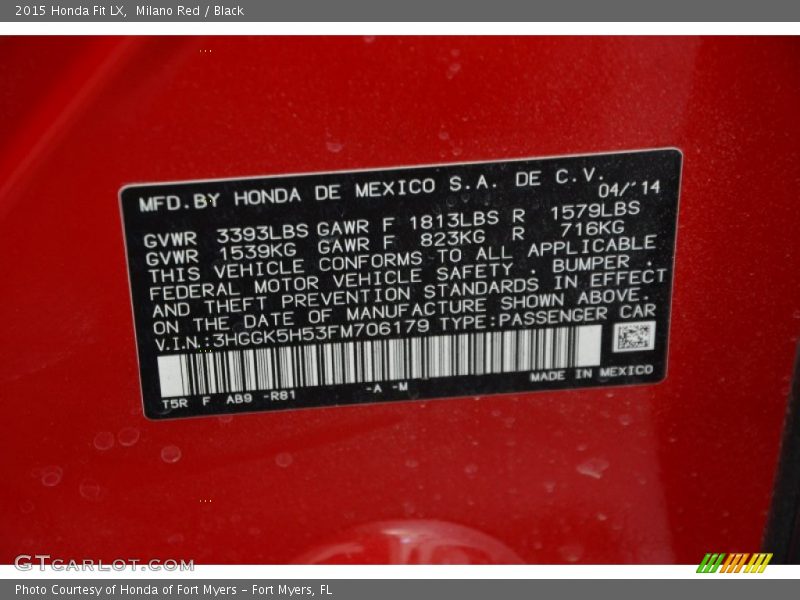 2015 Honda Fit LX,  Milano Red / Black
MFD.BY HONDA DE MEXICO S.A. DE C.V.
04/'14
GVWR 3393LBS GAWR F 1813LBS R 1579LBS
GVWR 1539KG GAWR F 823KG R 716KG
THIS VEHICLE CONFORMS TO ALL APPLICABLE
FEDERAL MOTOR VEHICLE SAFETY . BUMPER .
AND THEFT PREVENTION STANDARDS IN EFFECT
ON THE DATE OF MANUFACTURE SHOWN ABOVE.
V.I.N.:3HGGK5H53FM706179 TYPE:PASSENGER CAR
T5R F AB9 -R81 -A -M MADE IN MEXICO
GTCARLOT.COM
Photo Courtesy of Honda of Fort Myers – Fort Myers, FL